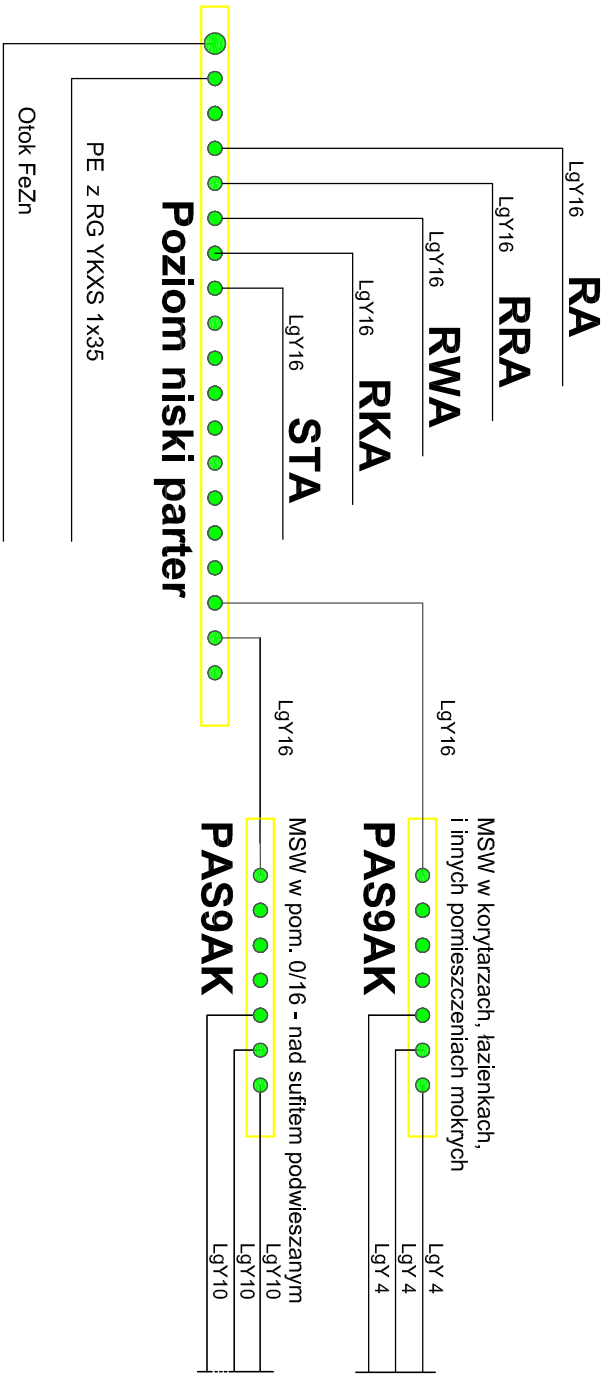 RA
LgY16
RRA
LgY16
RWA
LgY16
RKA
LgY16
STA
LgY16
Poziom niski parter
PE z RG YKXS 1x35
Otok FeZn
LgY16
MSW w korytarzach, łazienkach,
i innych pomieszczeniach mokrych
PAS9AK
LgY 4
LgY 4
LgY 4
LgY16
MSW w pom. 0/16 - nad sufitem podwieszanym
PAS9AK
LgY10
LgY10
LgY10